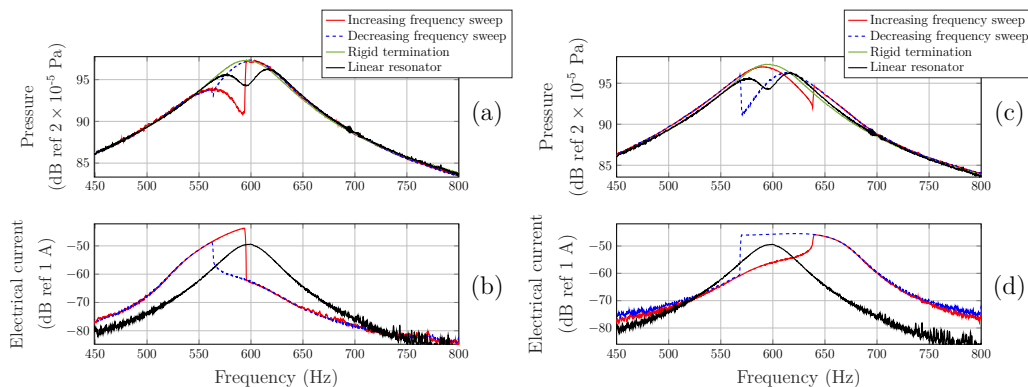 Increasing frequency sweep
Decreasing frequency sweep
Rigid termination
Linear resonator
Pressure
(dB ref 2 × 10⁻⁵ Pa)
95
90
85
450 500 550 600 650 700 750 800
(a)
Electrical current
(dB ref 1 A)
−50
−60
−70
−80
450 500 550 600 650 700 750 800
Frequency (Hz)
(b)
Increasing frequency sweep
Decreasing frequency sweep
Rigid termination
Linear resonator
Pressure
(dB ref 2 × 10⁻⁵ Pa)
95
90
85
450 500 550 600 650 700 750 800
(c)
Electrical current
(dB ref 1 A)
−50
−60
−70
−80
450 500 550 600 650 700 750 800
Frequency (Hz)
(d)